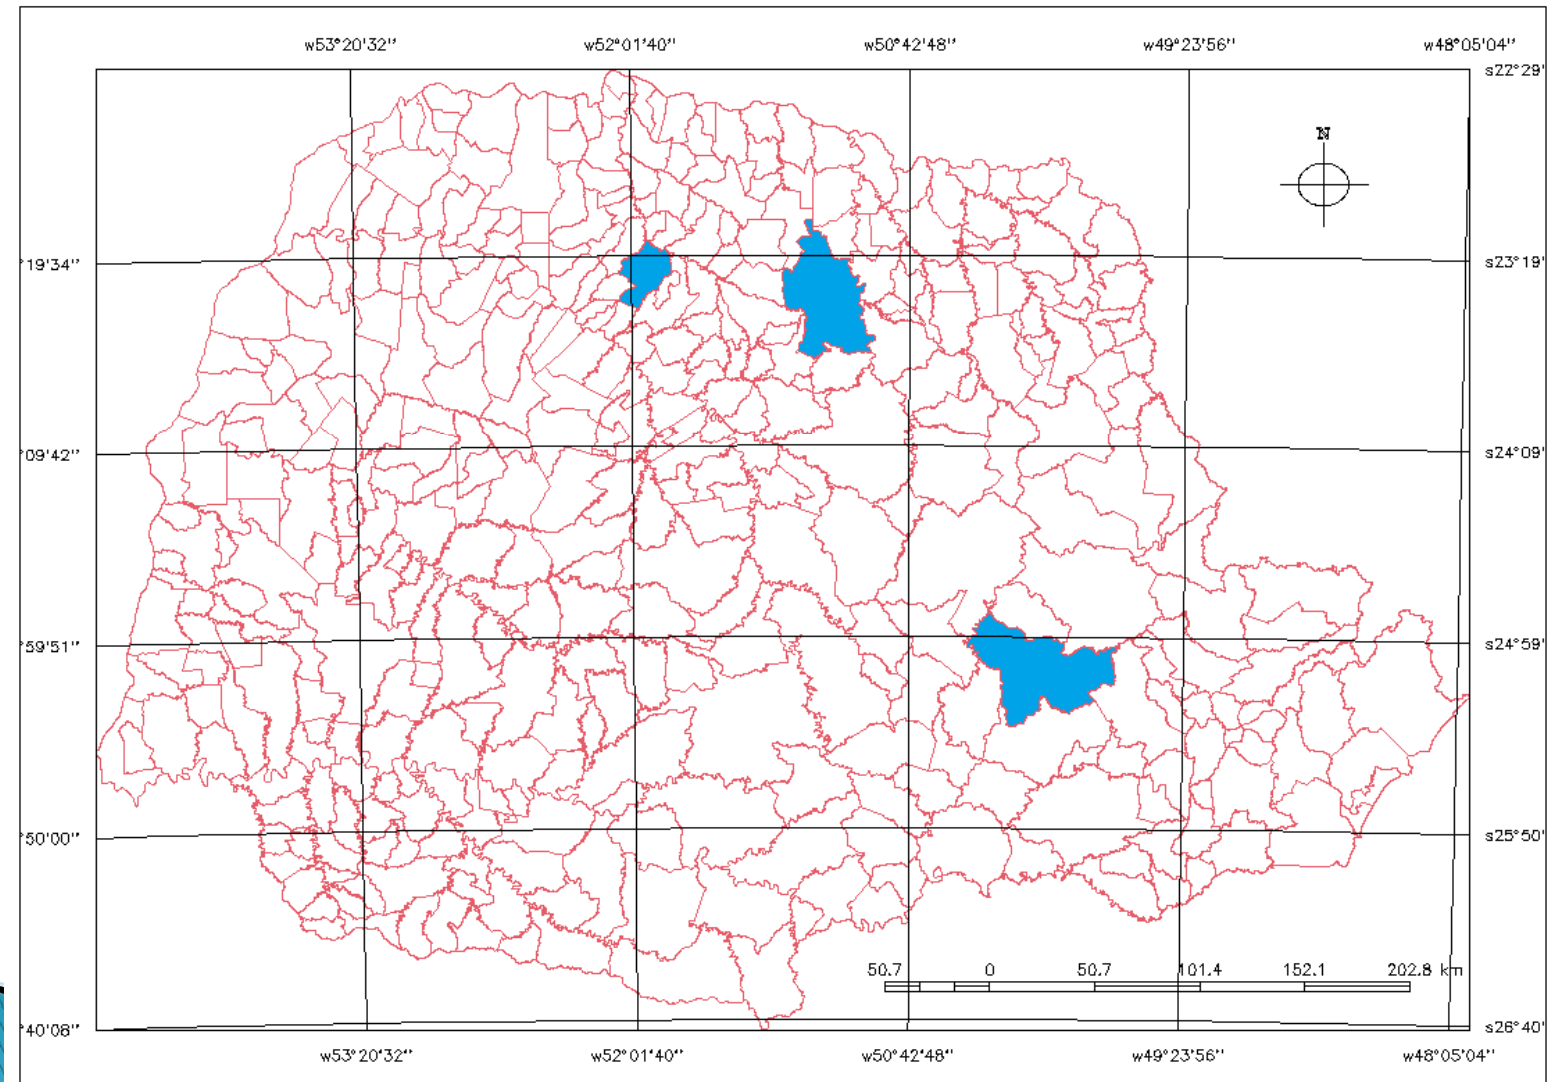 w53°20'32" w52°01'40" w50°42'48" w49°23'56" w48°05'04"
s22°29'
N
°19'34" s23°19'
°09'42" s24°09'
°59'51" s24°59'
°50'00" s25°50'
50.7 0 50.7 101.4 152.1 202.8 km
°40'08" s26°40'
w53°20'32" w52°01'40" w50°42'48" w49°23'56" w48°05'04"